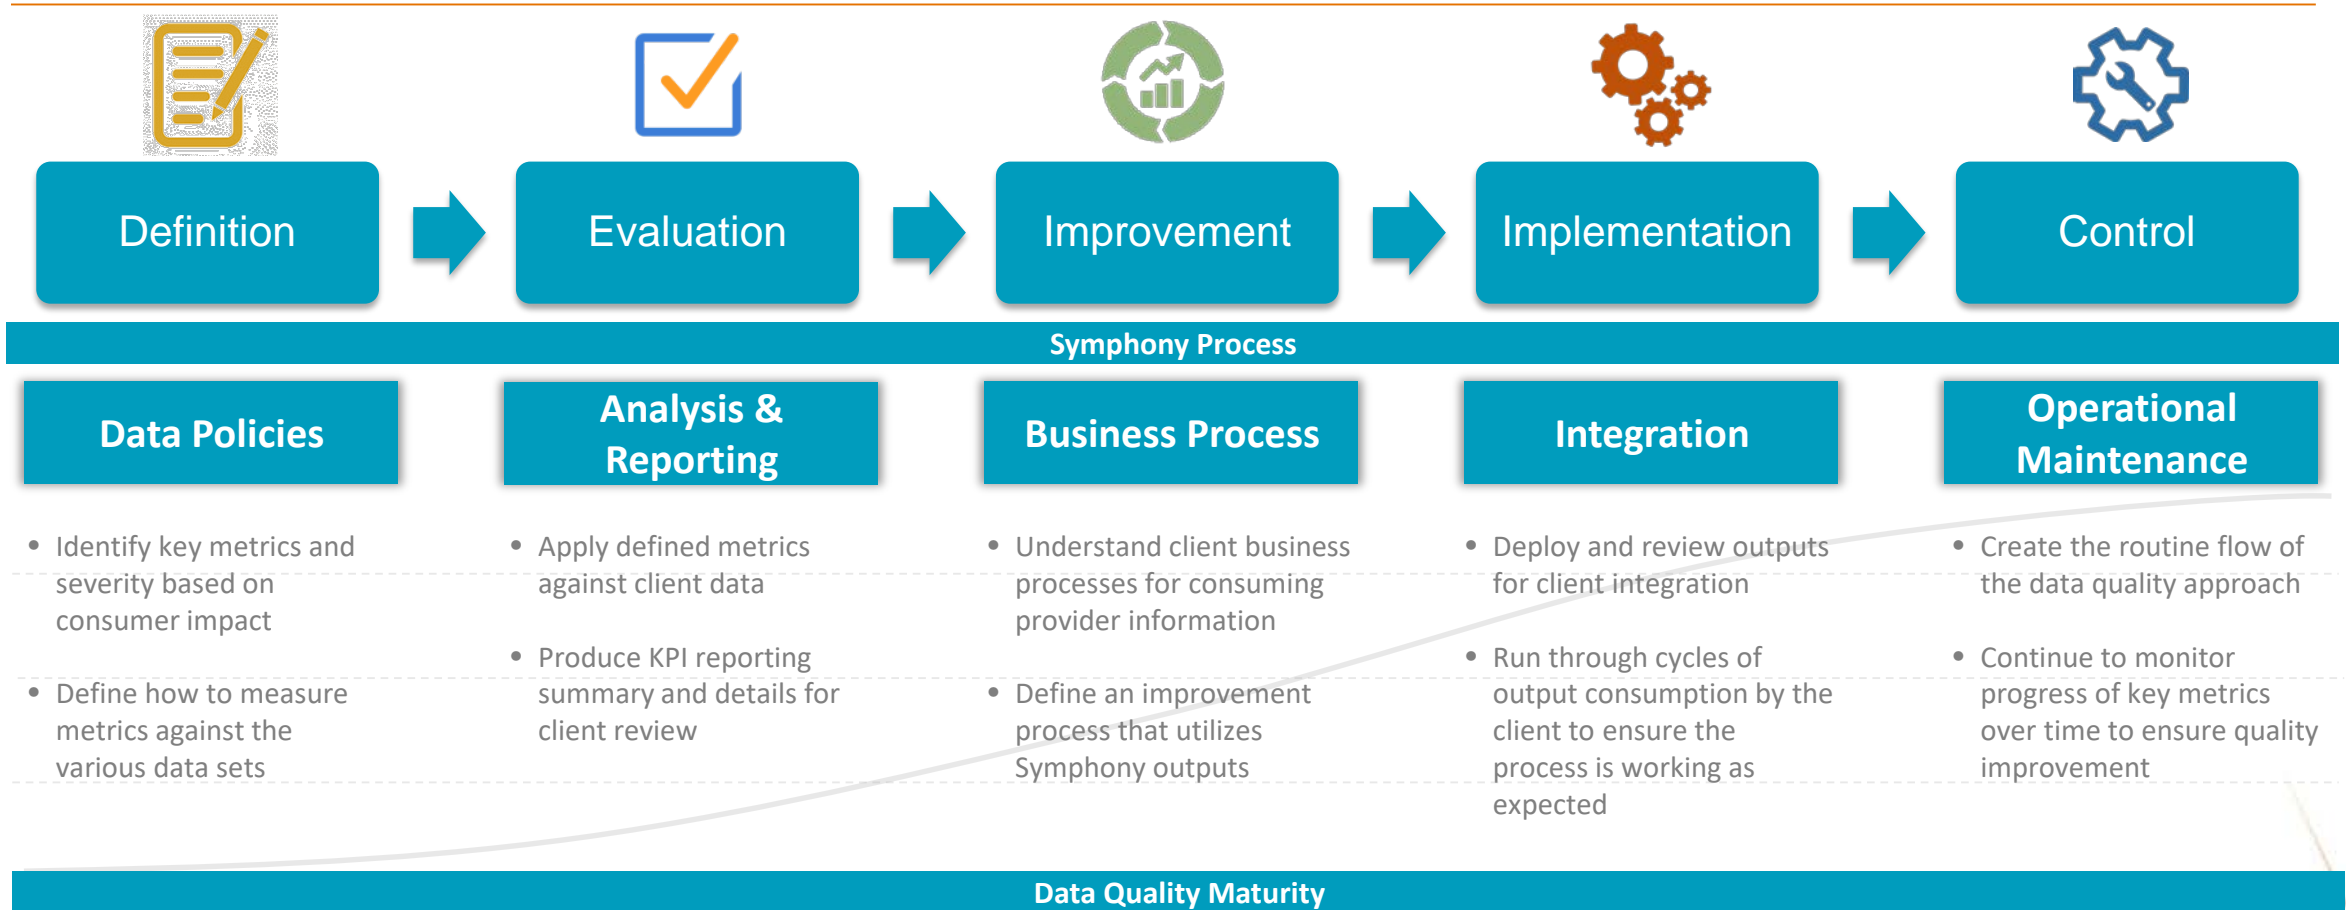 Definition
Evaluation
Improvement
Implementation
Control
Symphony Process
Data Policies
Analysis &
Reporting
Business Process
Integration
Operational
Maintenance
• Identify key metrics and
severity based on
consumer impact
• Define how to measure
metrics against the
various data sets
• Apply defined metrics
against client data
• Produce KPI reporting
summary and details for
client review
• Understand client business
processes for consuming
provider information
• Define an improvement
process that utilizes
Symphony outputs
• Deploy and review outputs
for client integration
• Run through cycles of
output consumption by the
client to ensure the
process is working as
expected
• Create the routine flow of
the data quality approach
• Continue to monitor
progress of key metrics
over time to ensure quality
improvement
Data Quality Maturity